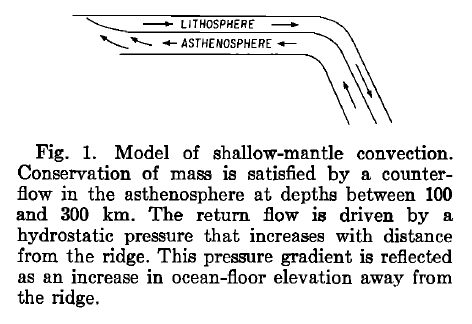 LITHOSPHERE
ASTHENOSPHERE
Fig. 1. Model of shallow-mantle convection.
Conservation of mass is satisfied by a counter-
flow in the asthenosphere at depths between 100
and 300 km. The return flow is driven by a
hydrostatic pressure that increases with distance
from the ridge. This pressure gradient is reflected
as an increase in ocean-floor elevation away from
the ridge.